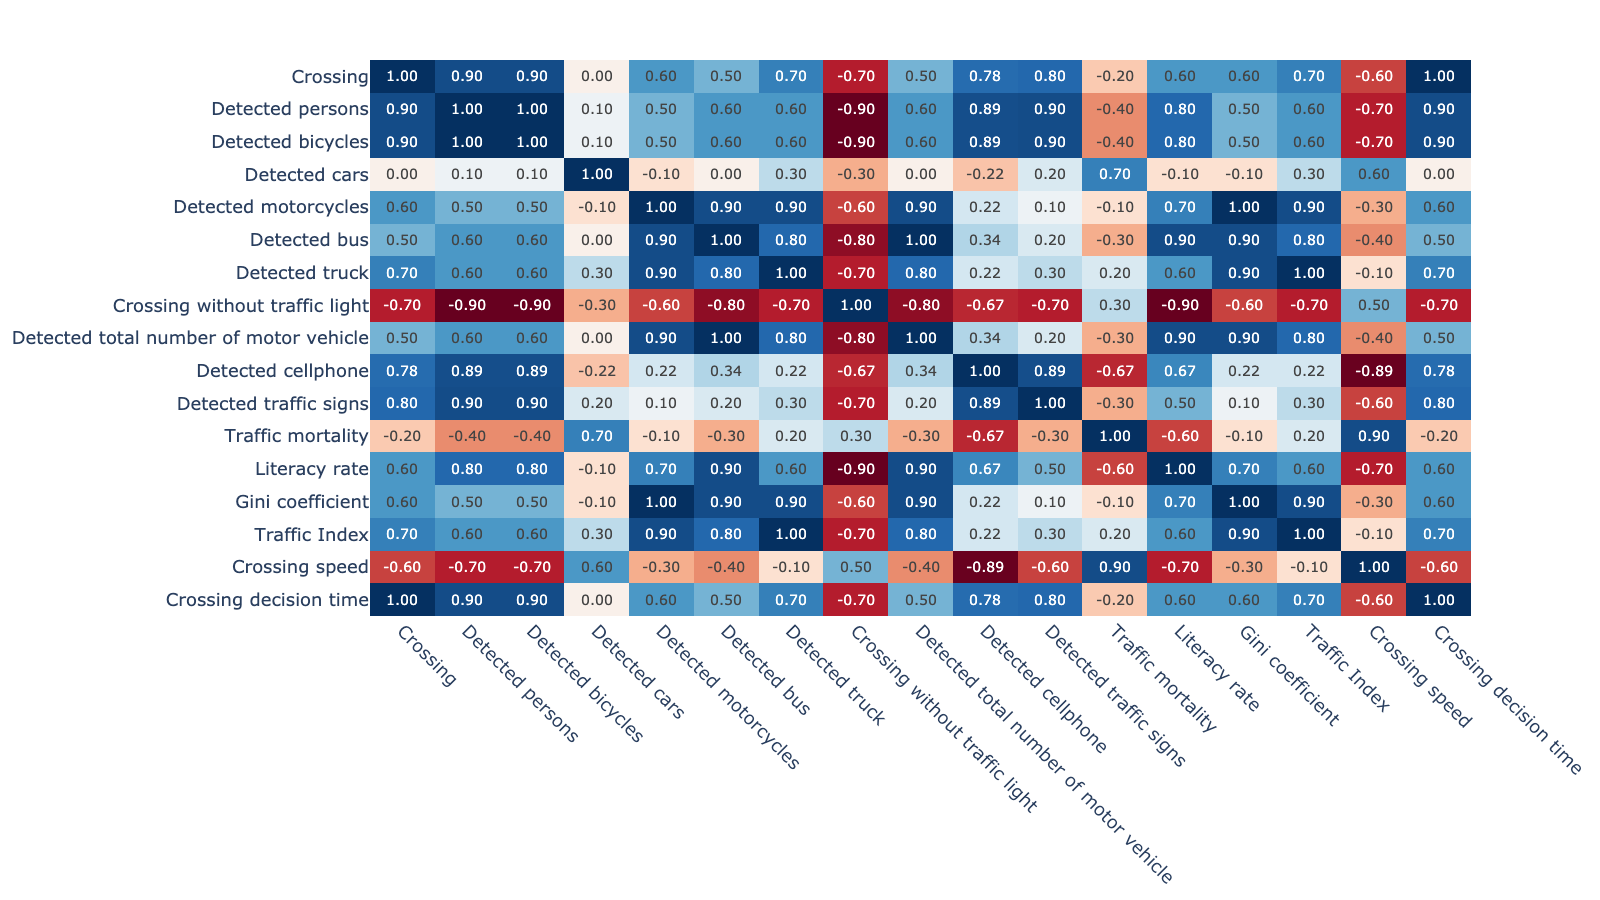 Crossing 1.00 0.90 0.90 0.00 0.60 0.50 0.70 -0.70 0.50 0.78 0.80 -0.20 0.60 0.60 0.70 -0.60 1.00
Detected persons 0.90 1.00 1.00 0.10 0.50 0.60 0.60 -0.90 0.60 0.89 0.90 -0.40 0.80 0.50 0.60 -0.70 0.90
Detected bicycles 0.90 1.00 1.00 0.10 0.50 0.60 0.60 -0.90 0.60 0.89 0.90 -0.40 0.80 0.50 0.60 -0.70 0.90
Detected cars 0.00 0.10 0.10 1.00 -0.10 0.00 0.30 -0.30 0.00 -0.22 0.20 0.70 -0.10 -0.10 0.30 0.60 0.00
Detected motorcycles 0.60 0.50 0.50 -0.10 1.00 0.90 0.90 -0.60 0.90 0.22 0.10 -0.10 0.70 1.00 0.90 -0.30 0.60
Detected bus 0.50 0.60 0.60 0.00 0.90 1.00 0.80 -0.80 1.00 0.34 0.20 -0.30 0.90 0.90 0.80 -0.40 0.50
Detected truck 0.70 0.60 0.60 0.30 0.90 0.80 1.00 -0.70 0.80 0.22 0.30 0.20 0.60 0.90 1.00 -0.10 0.70
Crossing without traffic light -0.70 -0.90 -0.90 -0.30 -0.60 -0.80 -0.70 1.00 -0.80 -0.67 -0.70 0.30 -0.90 -0.60 -0.70 0.50 -0.70
Detected total number of motor vehicle 0.50 0.60 0.60 0.00 0.90 1.00 0.80 -0.80 1.00 0.34 0.20 -0.30 0.90 0.90 0.80 -0.40 0.50
Detected cellphone 0.78 0.89 0.89 -0.22 0.22 0.34 0.22 -0.67 0.34 1.00 0.89 -0.67 0.67 0.22 0.22 -0.89 0.78
Detected traffic signs 0.80 0.90 0.90 0.20 0.10 0.20 0.30 -0.70 0.20 0.89 1.00 -0.30 0.50 0.10 0.30 -0.60 0.80
Traffic mortality -0.20 -0.40 -0.40 0.70 -0.10 -0.30 0.20 0.30 -0.30 -0.67 -0.30 1.00 -0.60 -0.10 0.20 0.90 -0.20
Literacy rate 0.60 0.80 0.80 -0.10 0.70 0.90 0.60 -0.90 0.90 0.67 0.50 -0.60 1.00 0.70 0.60 -0.70 0.60
Gini coefficient 0.60 0.50 0.50 -0.10 1.00 0.90 0.90 -0.60 0.90 0.22 0.10 -0.10 0.70 1.00 0.90 -0.30 0.60
Traffic Index 0.70 0.60 0.60 0.30 0.90 0.80 1.00 -0.70 0.80 0.22 0.30 0.20 0.60 0.90 1.00 -0.10 0.70
Crossing speed -0.60 -0.70 -0.70 0.60 -0.30 -0.40 -0.10 0.50 -0.40 -0.89 -0.60 0.90 -0.70 -0.30 -0.10 1.00 -0.60
Crossing decision time 1.00 0.90 0.90 0.00 0.60 0.50 0.70 -0.70 0.50 0.78 0.80 -0.20 0.60 0.60 0.70 -0.60 1.00
Crossing
Detected persons
Detected bicycles
Detected cars
Detected motorcycles
Detected bus
Detected truck
Crossing without traffic light
Detected total number of motor vehicle
Detected cellphone
Detected traffic signs
Traffic mortality
Literacy rate
Gini coefficient
Traffic Index
Crossing speed
Crossing decision time